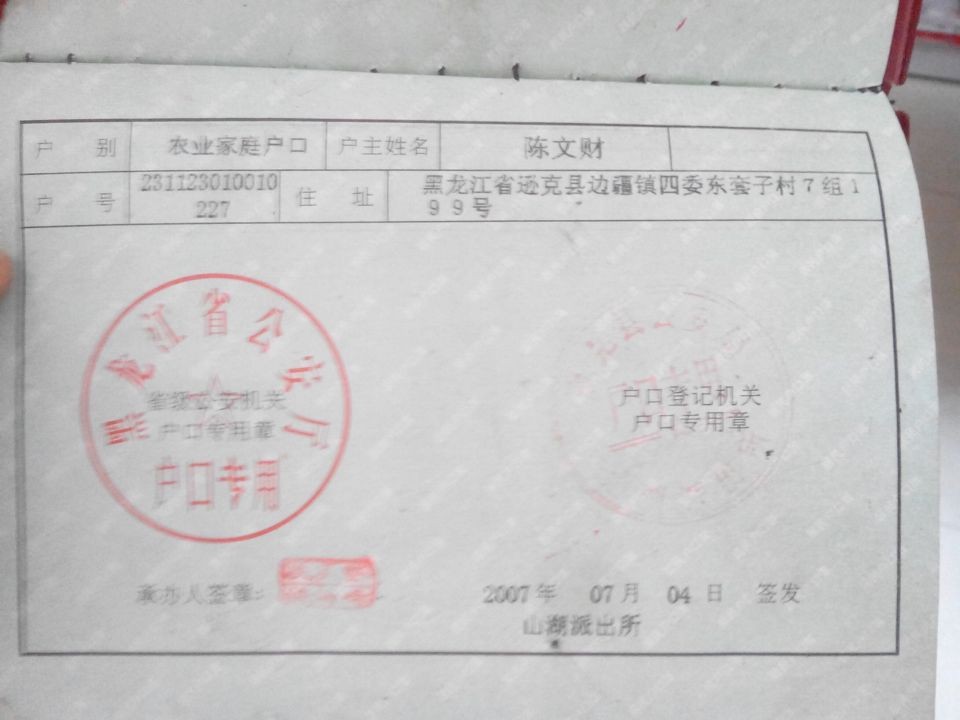 户 别 农业家庭户口 户主姓名 陈文财
户 号 231123010010227 住 址 黑龙江省逊克县边疆镇四委东套子村7组199号
黑龙江省公安厅
省级公安机关
户口专用章
户口专用
户口登记机关
户口专用章
承办人签章:
2007年 07月 04日 签发
山湖派出所